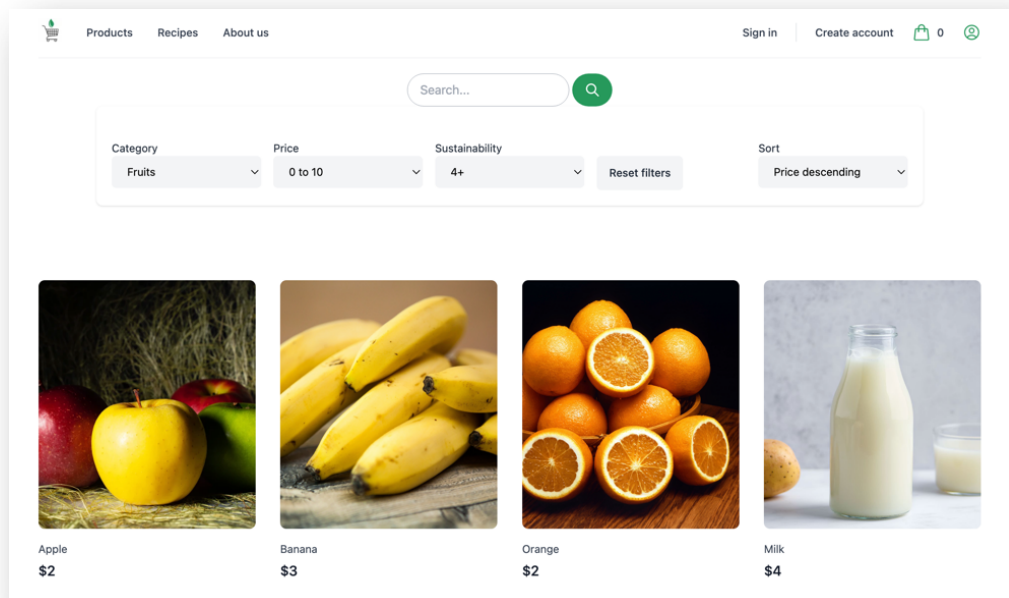 Products Recipes About us Sign in Create account 0
Search...
Category Price Sustainability Sort
Fruits 0 to 10 4+ Reset filters Price descending
Apple Banana Orange Milk
$2 $3 $2 $4